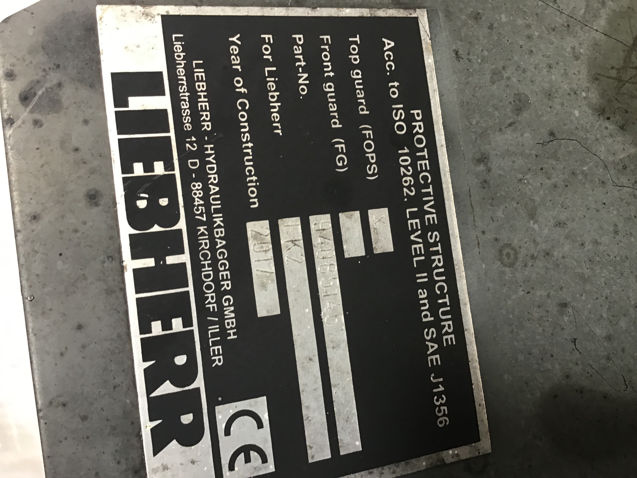 PROTECTIVE STRUCTURE
Acc. to ISO 10262. LEVEL II and SAE J1356
Top guard (FOPS)
Front guard (FG)
Part-No.
For Liebherr
Year of Construction 2017
LIEBHERR - HYDRAULIKBAGGER GMBH
Liebherrstrasse 12 D - 88457 KIRCHDORF / ILLER
CE
LIEBHERR